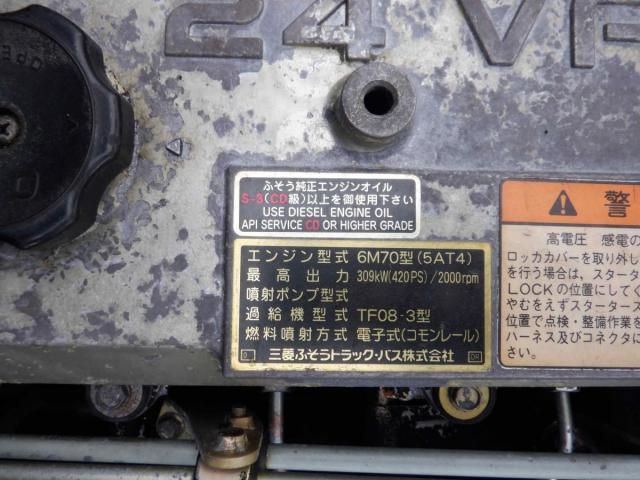 24 V
OPE
ふそう純正エンジンオイル
S-3(CD級)以上を御使用下さい
USE DIESEL ENGINE OIL
API SERVICE CD OR HIGHER GRADE
エンジン型式 6M70型(5AT4)
最高出力 309kW(420PS)/2000rpm
噴射ポンプ型式
過給機型式 TF08-3型
燃料噴射方式 電子式(コモンレール)
三菱ふそうトラック・バス株式会社
警
高電圧 感電の
ロッカカバーを取り外し
を行う場合は、スタータ
LOCKの位置にしてく
やむをえずスタータース
位置で点検・整備作業を
ハーネス及びコネクタに